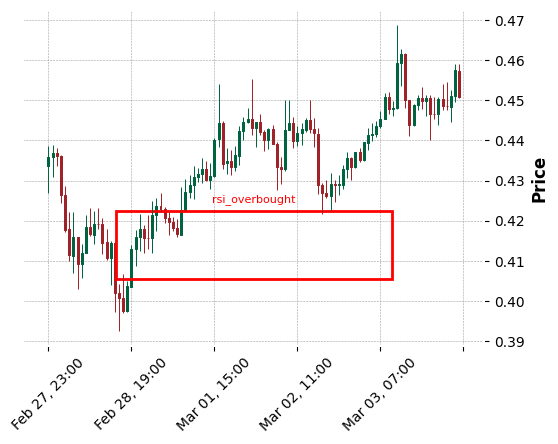 0.47
0.46
0.45
0.44
0.43
rsi_overbought
0.42
0.41
0.40
0.39
Price
Feb 27, 23:00
Feb 28, 19:00
Mar 01, 15:00
Mar 02, 11:00
Mar 03, 07:00